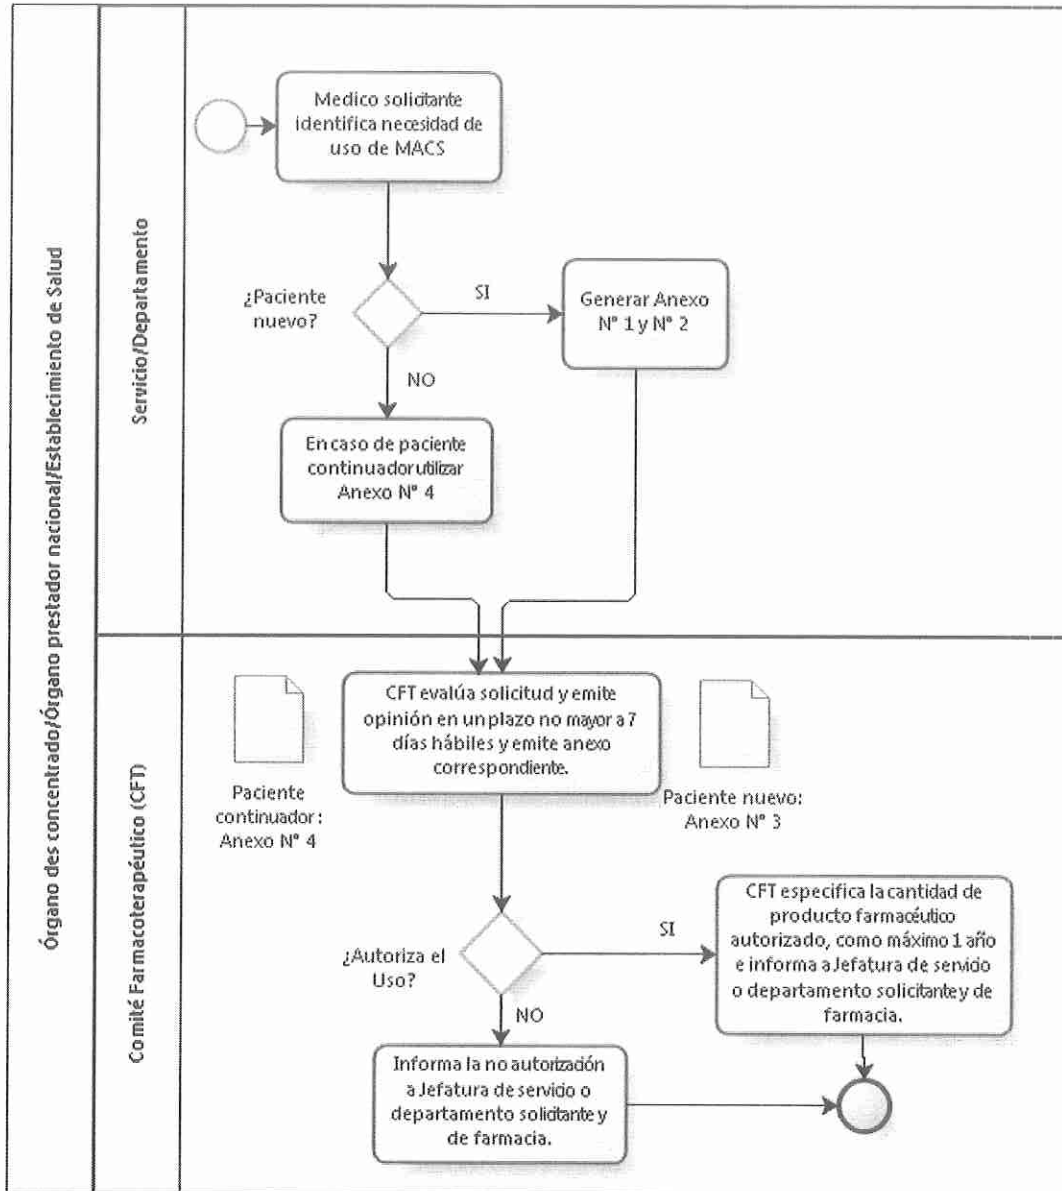 Órgano des concentrado/Órgano prestador nacional/Establecimiento de Salud
Servicio/Departamento
Medico solicitante
identifica necesidad de
uso de MACS
¿Paciente
nuevo?
SI
Generar Anexo
N° 1 y N° 2
NO
En caso de paciente
continuador utilizar
Anexo N° 4
Comité Farmacoterapéutico (CFT)
CFT evalúa solicitud y emite
opinión en un plazo no mayor a 7
días hábiles y emite anexo
correspondiente.
Paciente
continuador:
Anexo N° 4
Paciente nuevo:
Anexo N° 3
¿Autoriza el
Uso?
SI
CFT especifica la cantidad de
producto farmacéutico
autorizado, como máximo 1 año
e informa a Jefatura de servicio
o departamento solicitante y de
farmacia.
NO
Informa la no autorización
a Jefatura de servicio o
departamento solicitante y
de farmacia.